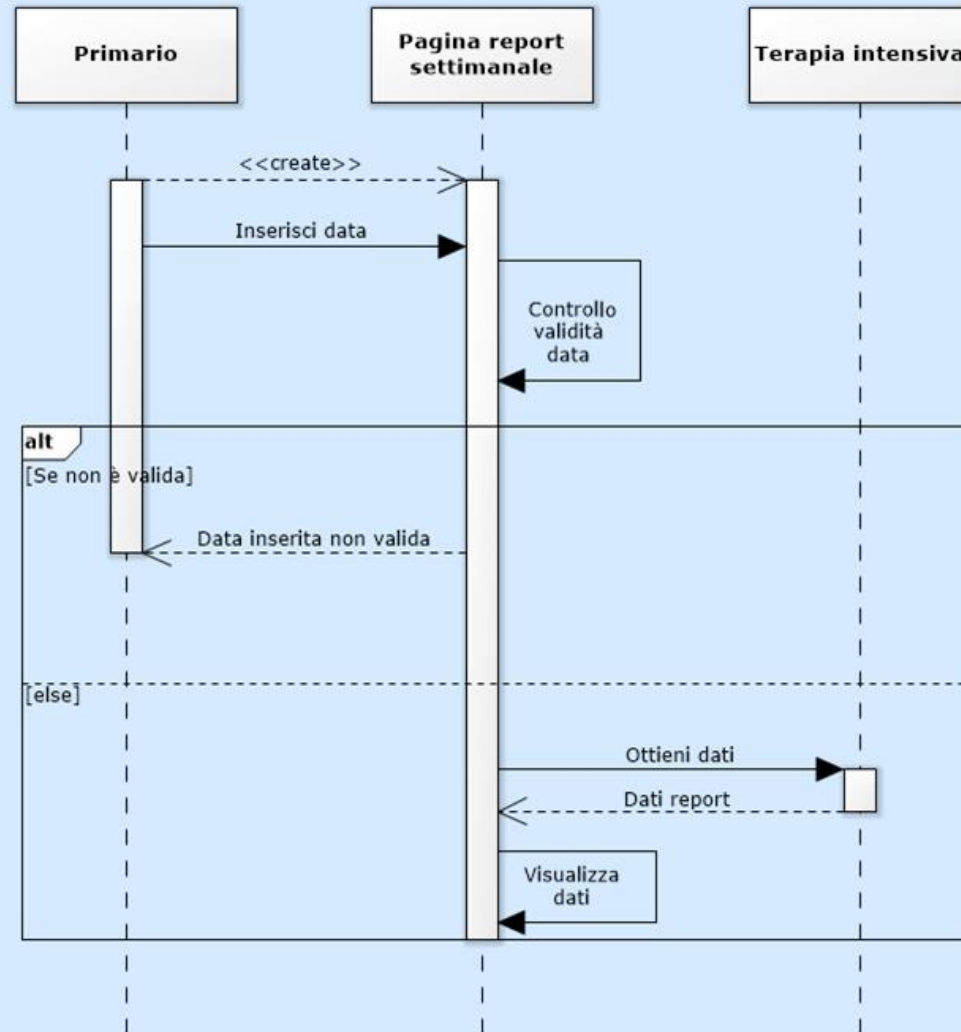 Primario
Pagina report
settimanale
Terapia intensiva
<<create>>
Inserisci data
Controllo
validità
data
alt
[Se non è valida]
Data inserita non valida
[else]
Ottieni dati
Dati report
Visualizza
dati